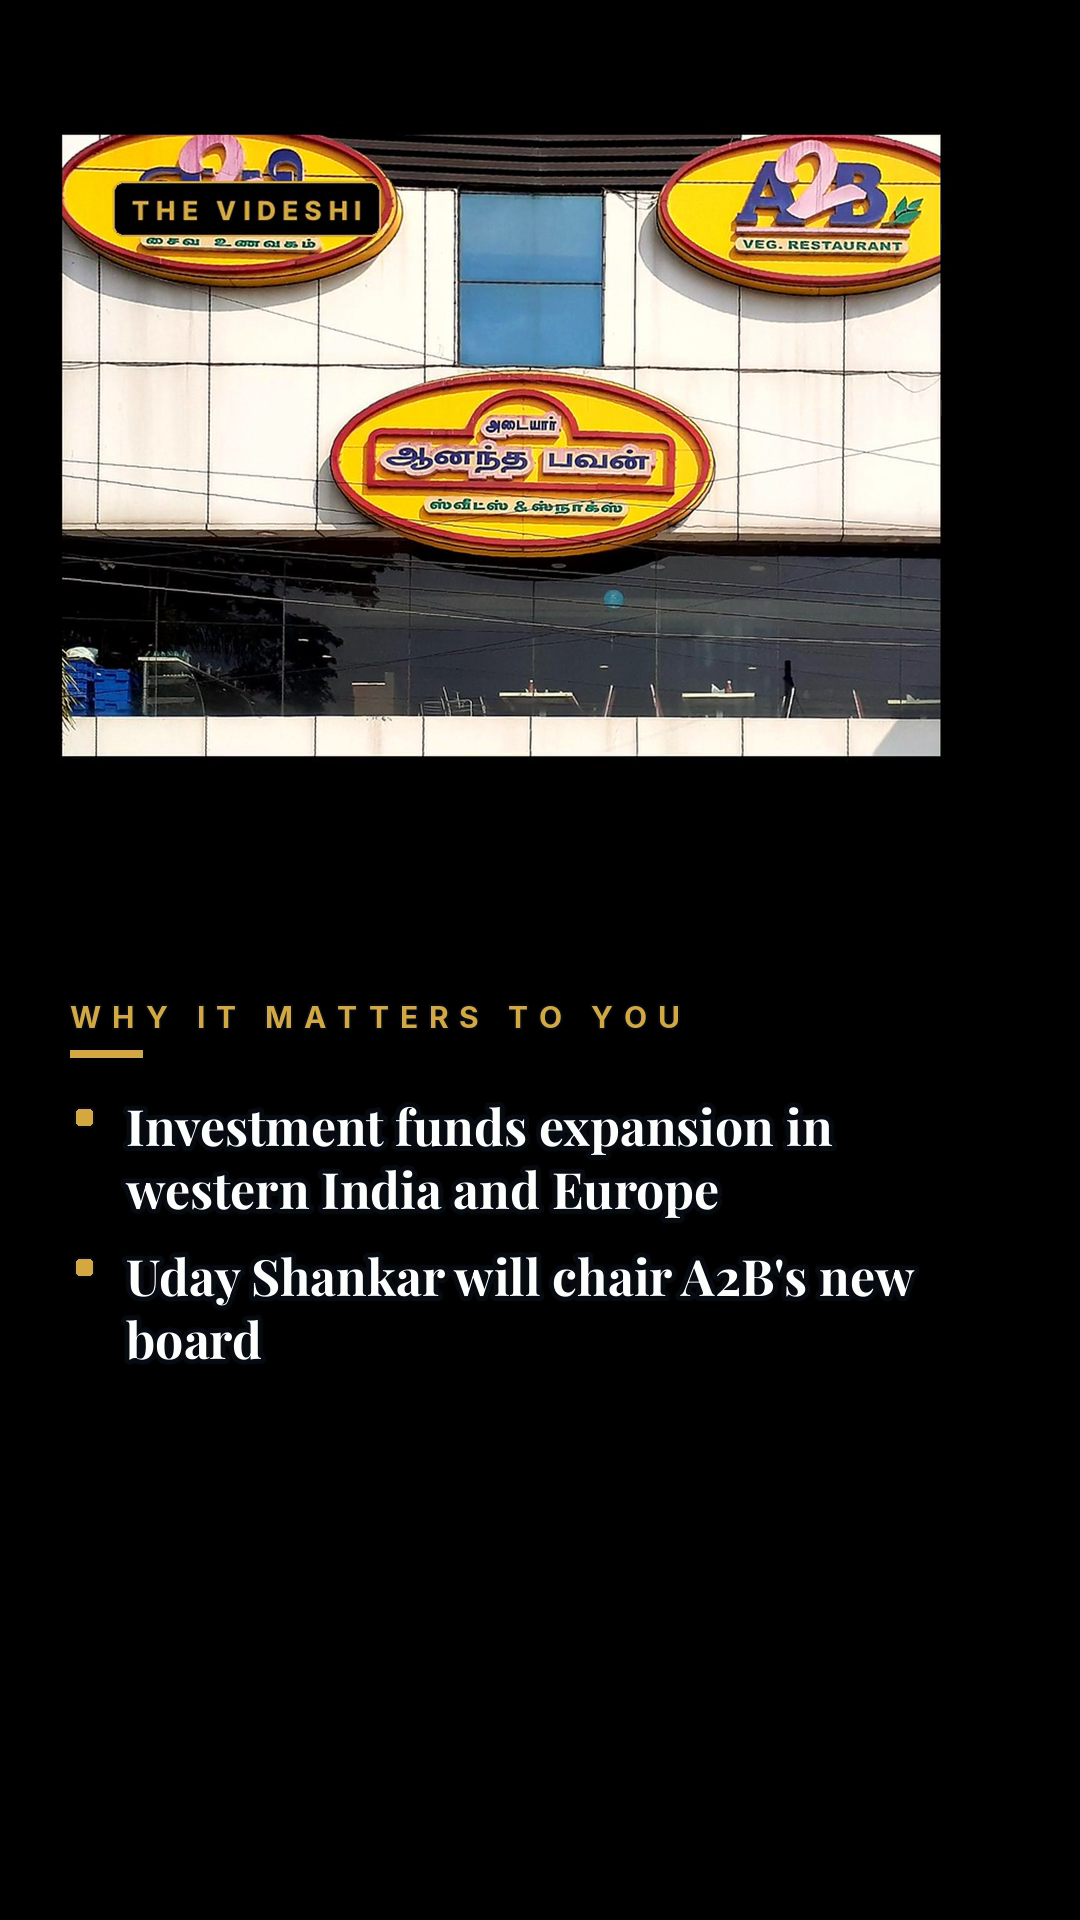 THE VIDESHI
சைவ உணவகம்
A2B
VEG. RESTAURANT
அடையார்
ஆனந்த பவன்
ஸ்வீட்ஸ் & ஸ்நாக்ஸ்
WHY IT MATTERS TO YOU
Investment funds expansion in
western India and Europe
Uday Shankar will chair A2B's new
board